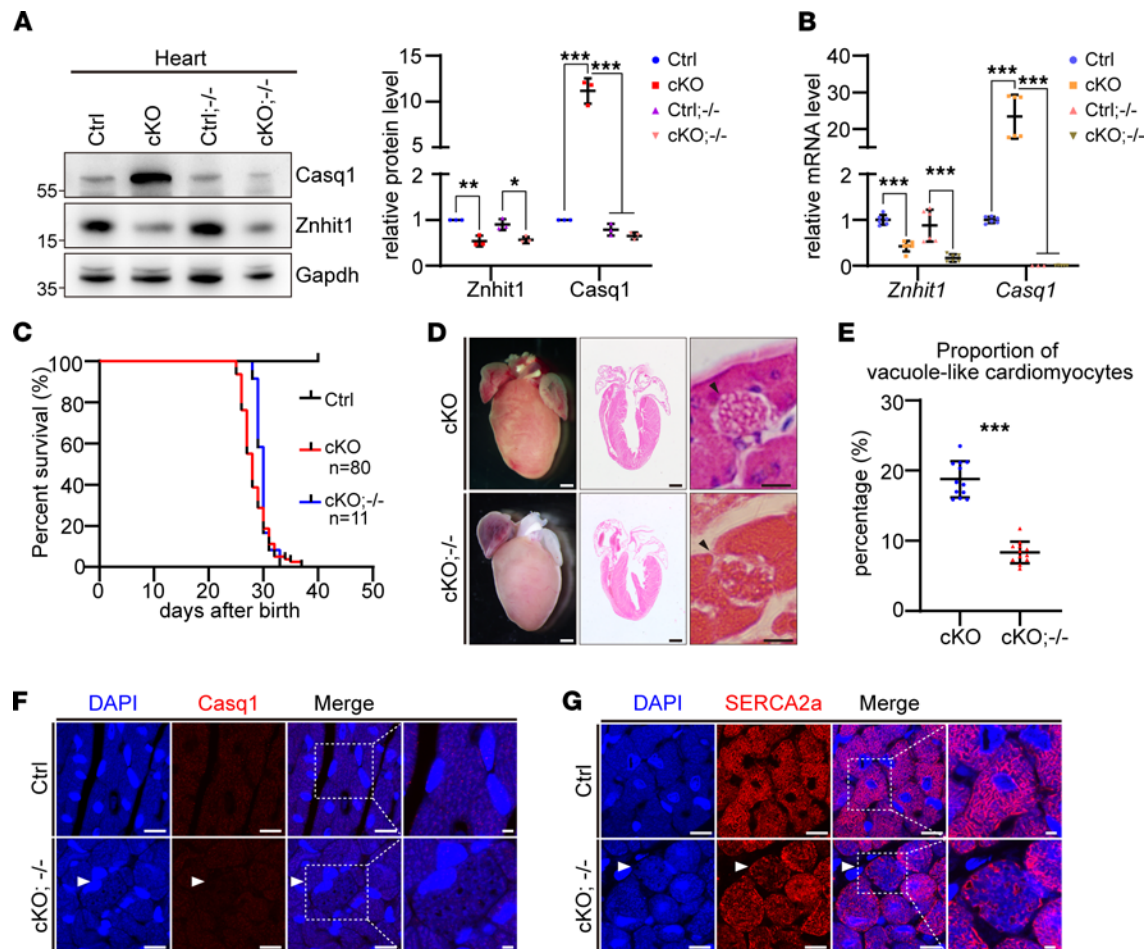 A
Heart
Ctrl
cKO
Ctrl;-/-
cKO;-/-
55
Casq1
15
Znhit1
35
Gapdh
relative protein level
15
10
5
2
1
0
***
***
**
*
Znhit1
Casq1
Ctrl
cKO
Ctrl;-/-
cKO;-/-
B
relative mRNA level
40
30
20
10
2
1
0
***
***
***
***
Znhit1
Casq1
Ctrl
cKO
Ctrl;-/-
cKO;-/-
C
Percent survival (%)
100
80
60
40
20
0
0
10
20
30
40
50
days after birth
Ctrl
cKO
n=80
cKO;-/-
n=11
D
cKO
cKO;-/-
E
Proportion of
vacuole-like cardiomyocytes
percentage (%)
30
20
10
0
***
cKO
cKO;-/-
F
DAPI
Casq1
Merge
Ctrl
cKO; -/-
G
DAPI
SERCA2a
Merge
Ctrl
cKO; -/-